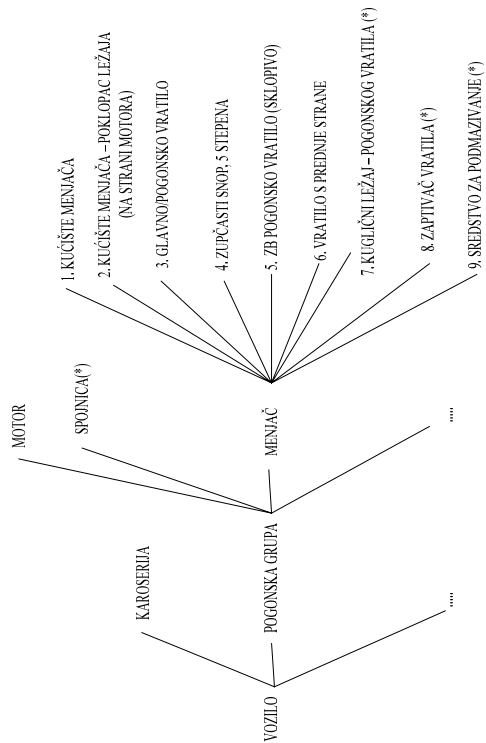 VOZILO
KAROSERIJA
POGONSKA GRUPA
.....
MOTOR
SPOJNICA(*)
MENJAČ
.....
1. KUĆIŠTE MENJAČA
2. KUĆIŠTE MENJAČA – POKLOPAC LEŽAJA
(NA STRANI MOTORA)
3. GLAVNO/POGONSKO VRATILO
4. ZUPČASTI SNOP, 5 STEPENA
5. ZB POGONSKO VRATILO (SKLOPIVO)
6. VRATILO S PREDNJE STRANE
7. KUGLIČNI LEŽAJ – POGONSKOG VRATILA (*)
8. ZAPTIVAČ VRATILA (*)
9. SREDSTVO ZA PODMAZIVANJE (*)